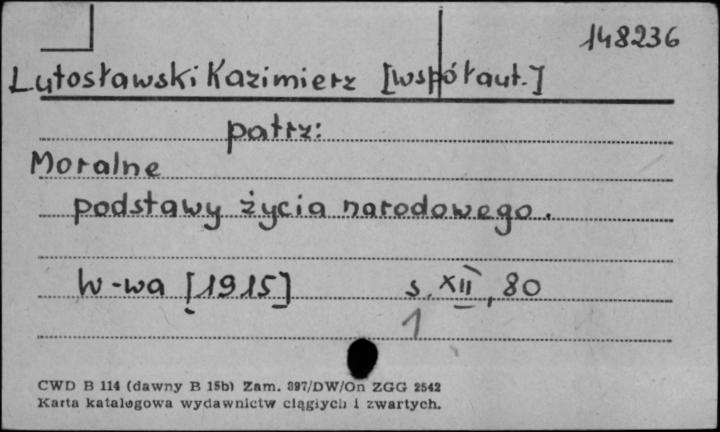 148236
Lutosławski Kazimierz [współaut.]
patrz:
Moralne
podstawy życia narodowego.
W-wa [1915] s. XII, 80
1
CWD B 114 (dawny B 15b) Zam. 397/DW/On ZGG 2542
Karta katalogowa wydawnictw ciągłych i zwartych.